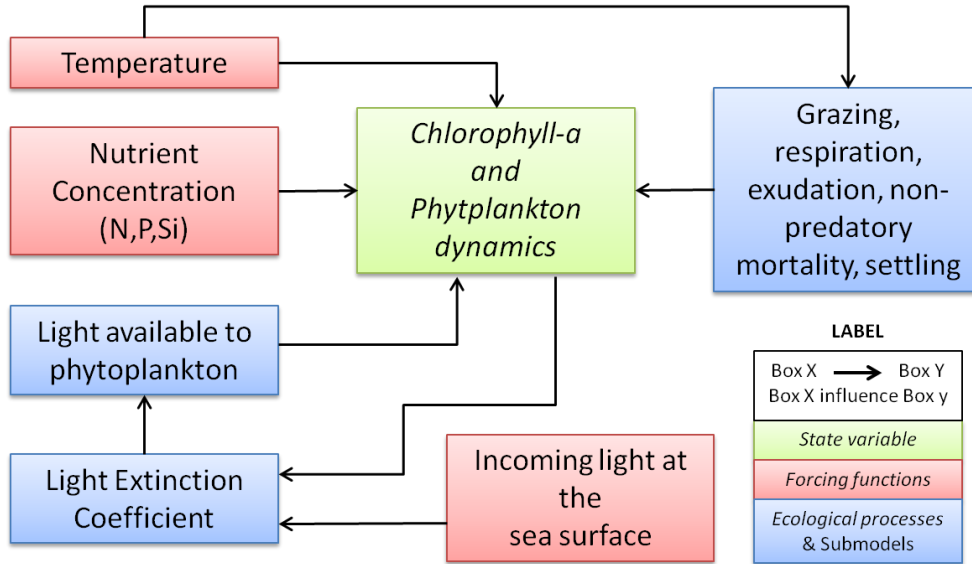 Temperature
Nutrient
Concentration
(N,P,Si)
Chlorophyll-a
and
Phytplankton
dynamics
Grazing,
respiration,
exudation, non-
predatory
mortality, settling
Light available to
phytoplankton
Light Extinction
Coefficient
Incoming light at
the
sea surface
LABEL
Box X Box Y
Box X influence Box y
State variable
Forcing functions
Ecological processes
& Submodels